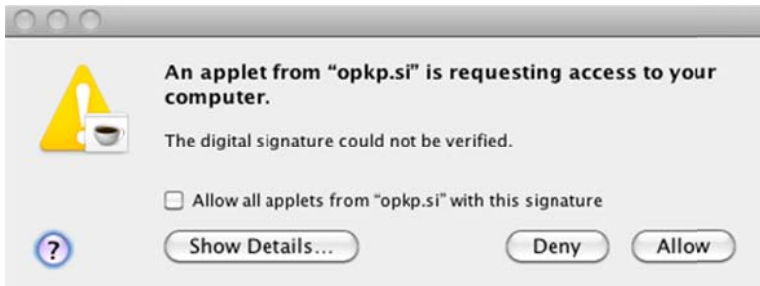 An applet from “opkp.si” is requesting access to your
computer.
The digital signature could not be verified.
Allow all applets from “opkp.si” with this signature
? Show Details... Deny Allow